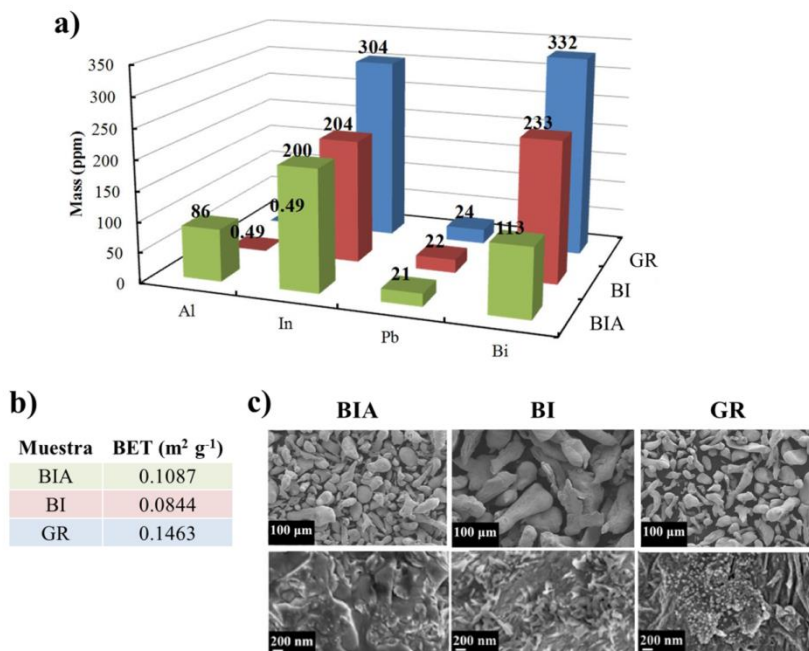 a)
Mass (ppm)
350
300
250
200
150
100
50
0
304
332
204
233
200
86
0.49
0.49
24
22
21
113
Al
In
Pb
Bi
GR
BI
BIA
b)
Muestra BET (m² g⁻¹)
BIA 0.1087
BI 0.0844
GR 0.1463
c)
BIA BI GR
100 µm 100 µm 100 µm
200 nm 200 nm 200 nm